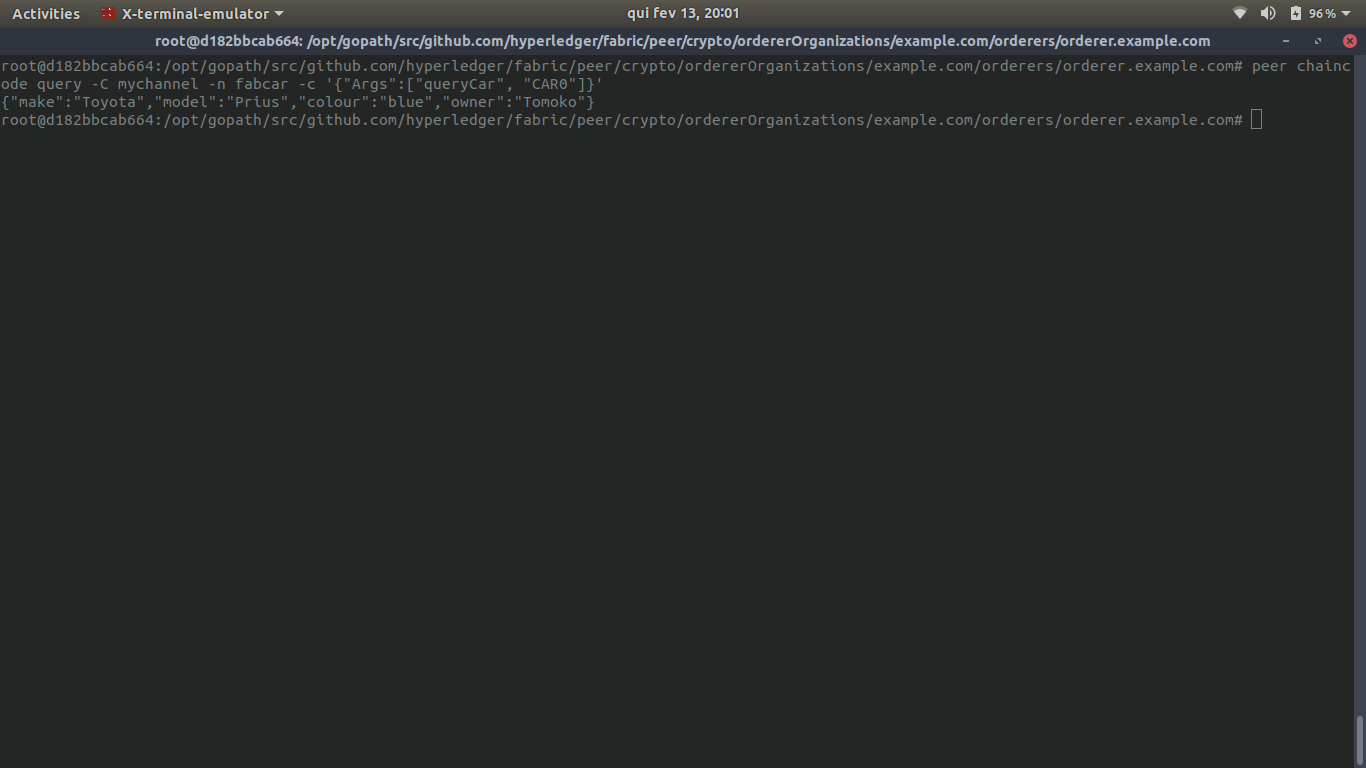 Activities X-terminal-emulator qui fev 13, 20:01 96%
root@d182bbcab664: /opt/gopath/src/github.com/hyperledger/fabric/peer/crypto/ordererOrganizations/example.com/orderers/orderer.example.com
root@d182bbcab664:/opt/gopath/src/github.com/hyperledger/fabric/peer/crypto/ordererOrganizations/example.com/orderers/orderer.example.com# peer chainc
ode query -C mychannel -n fabcar -c '{"Args":["queryCar", "CAR0"]}'
{"make":"Toyota","model":"Prius","colour":"blue","owner":"Tomoko"}
root@d182bbcab664:/opt/gopath/src/github.com/hyperledger/fabric/peer/crypto/ordererOrganizations/example.com/orderers/orderer.example.com#